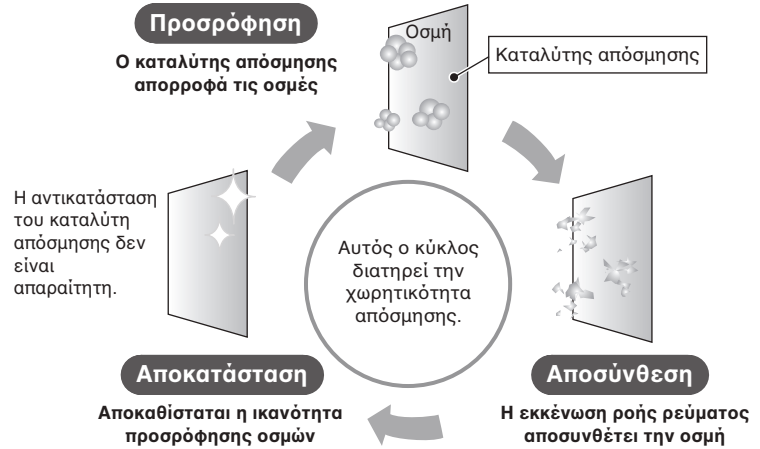 Προσρόφηση
Ο καταλύτης απόσμησης
απορροφά τις οσμές
Οσμή
Καταλύτης απόσμησης
Η αντικατάσταση
του καταλύτη
απόσμησης δεν
είναι
απαραίτητη.
Αυτός ο κύκλος
διατηρεί την
χωρητικότητα
απόσμησης.
Αποκατάσταση
Αποκαθίσταται η ικανότητα
προσρόφησης οσμών
Αποσύνθεση
Η εκκένωση ροής ρεύματος
αποσυνθέτει την οσμή